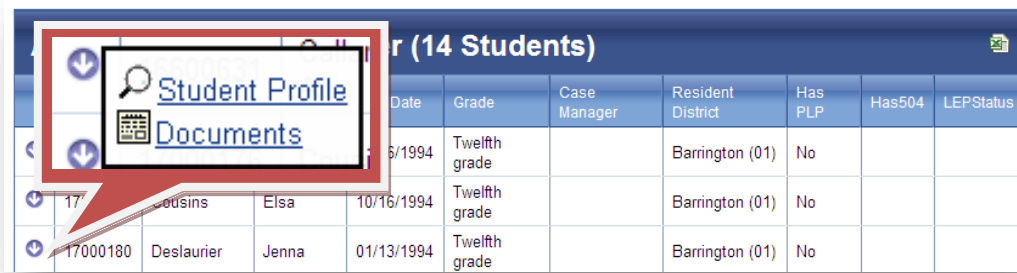 r (14 Students)
Student Profile
Documents
Date Grade Case Manager Resident District Has PLP Has504 LEPStatus
6/1994 Twelfth grade Barrington (01) No
17 Cousins Elsa 10/16/1994 Twelfth grade Barrington (01) No
17000180 Deslaurier Jenna 01/13/1994 Twelfth grade Barrington (01) No